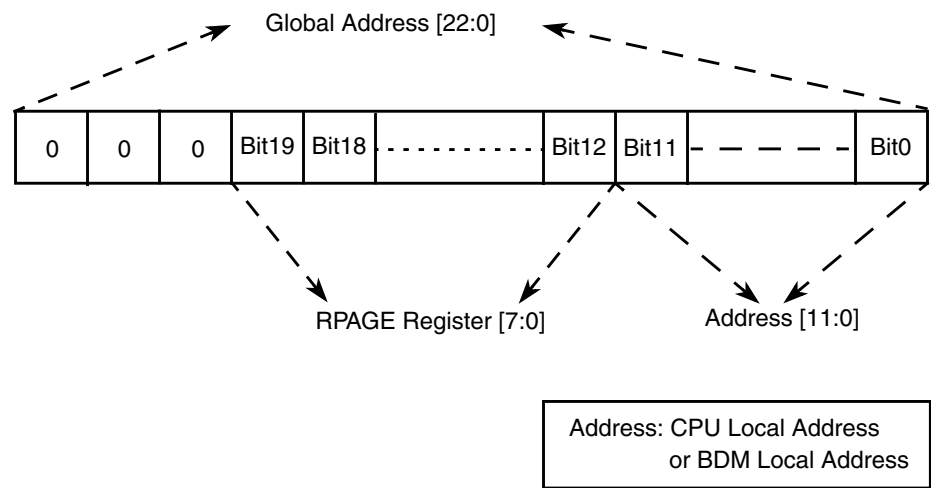 Global Address [22:0]
0 0 0 Bit19 Bit18 Bit12 Bit11 Bit0
RPAGE Register [7:0]
Address [11:0]
Address: CPU Local Address
or BDM Local Address